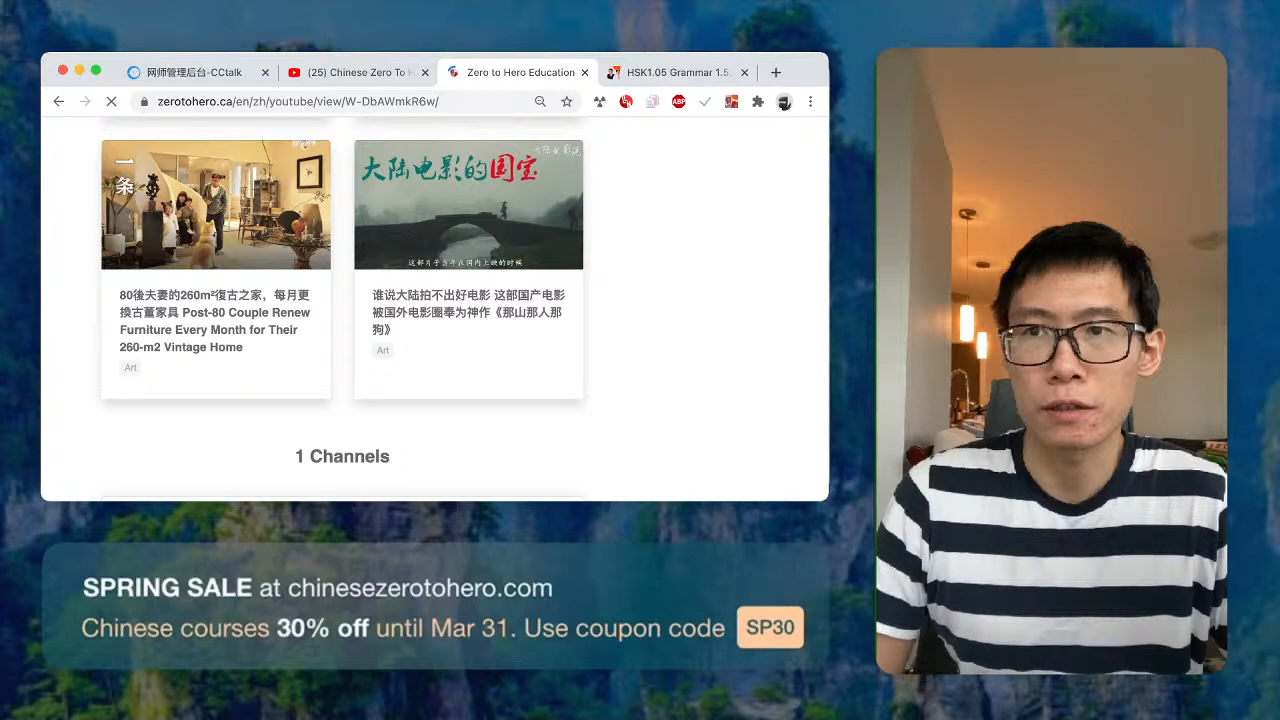 网师管理后台-CCtalk
(25) Chinese Zero To H
Zero to Hero Education
HSK1.05 Grammar 1.5.
zerotohero.ca/en/zh/youtube/view/W-DbAWmkR6w/
ABP
一条
大陆电影的国宝
这部片子当年在国内上映的时候
80後夫妻的260m²復古之家，每月更
換古董家具 Post-80 Couple Renew
Furniture Every Month for Their
260-m2 Vintage Home
Art
谁说大陆拍不出好电影 这部国产电影
被国外电影圈奉为神作《那山那人那
狗》
Art
1 Channels
SPRING SALE at chinesezerotohero.com
Chinese courses 30% off until Mar 31. Use coupon code SP30